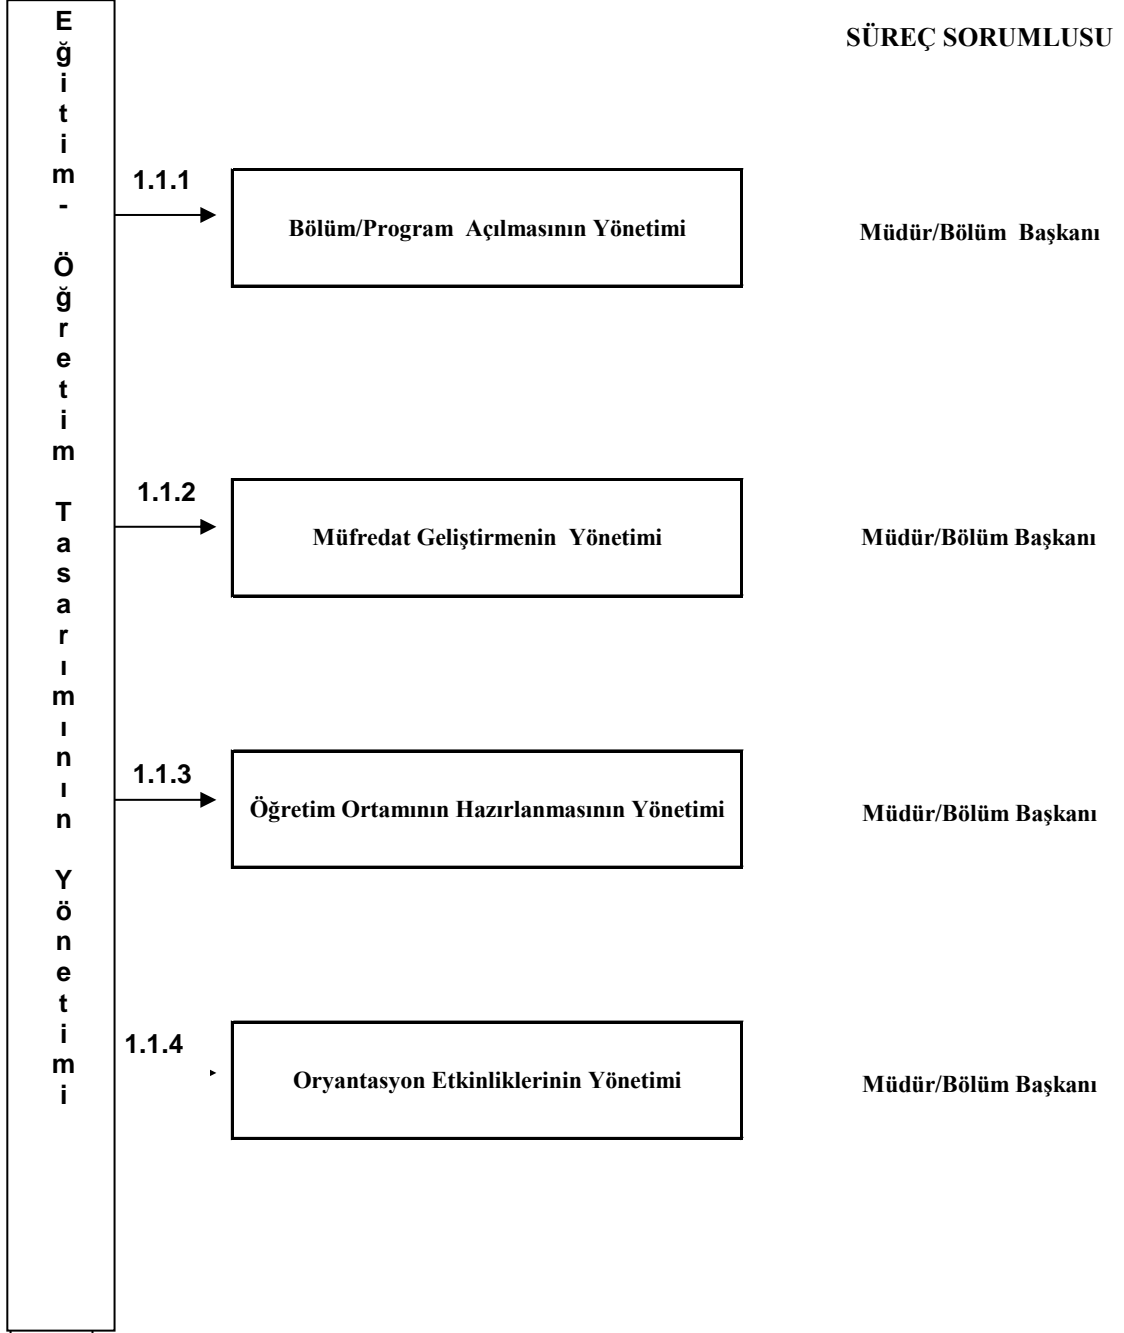 Eğitim- Öğretim Tasarımının Yönetimi
SÜREÇ SORUMLUSU
1.1.1
Bölüm/Program Açılmasının Yönetimi
Müdür/Bölüm Başkanı
1.1.2
Müfredat Geliştirmenin Yönetimi
Müdür/Bölüm Başkanı
1.1.3
Öğretim Ortamının Hazırlanmasının Yönetimi
Müdür/Bölüm Başkanı
1.1.4
Oryantasyon Etkinliklerinin Yönetimi
Müdür/Bölüm Başkanı